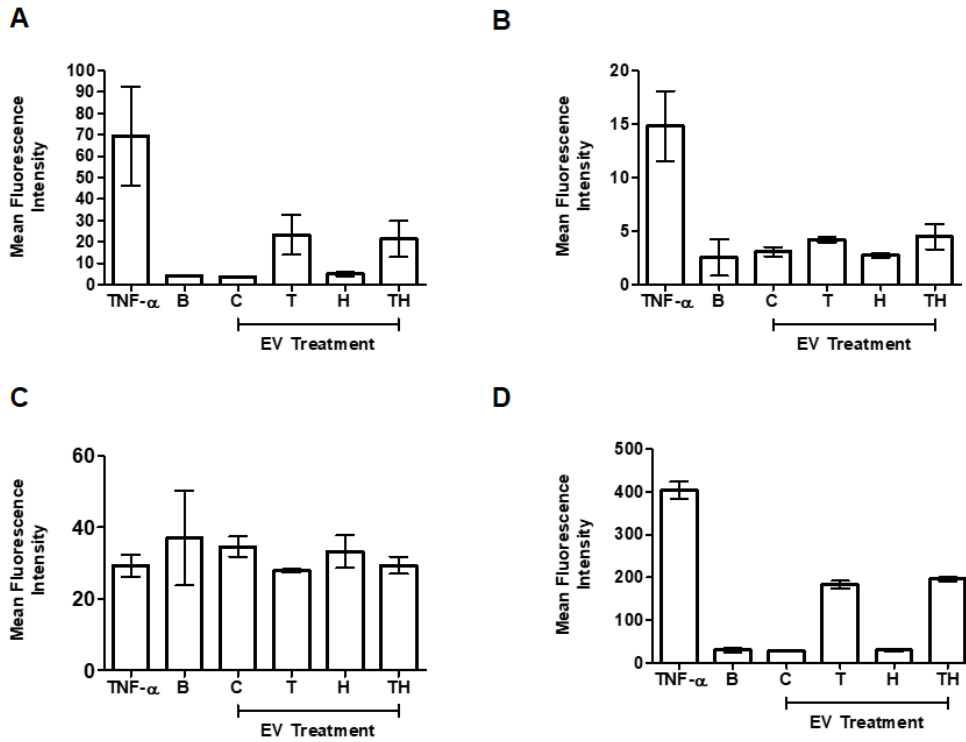 A
Mean Fluorescence
Intensity
100
90
80
70
60
50
40
30
20
10
0
TNF-α B C T H TH
EV Treatment
B
Mean Fluorescence
Intensity
20
15
10
5
0
TNF-α B C T H TH
EV Treatment
C
Mean Fluorescence
Intensity
60
40
20
0
TNF-α B C T H TH
EV Treatment
D
Mean Fluorescence
Intensity
500
400
300
200
100
0
TNF-α B C T H TH
EV Treatment